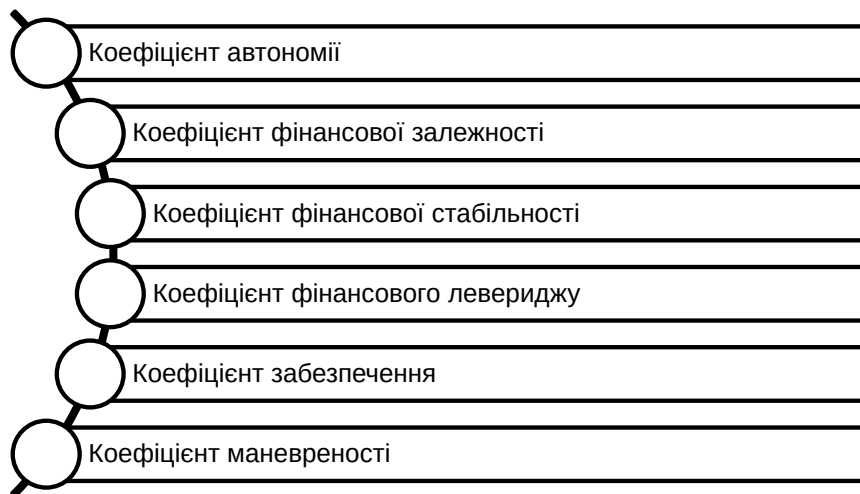 Коефіцієнт автономії
Коефіцієнт фінансової залежності
Коефіцієнт фінансової стабільності
Коефіцієнт фінансового левериджу
Коефіцієнт забезпечення
Коефіцієнт маневреності